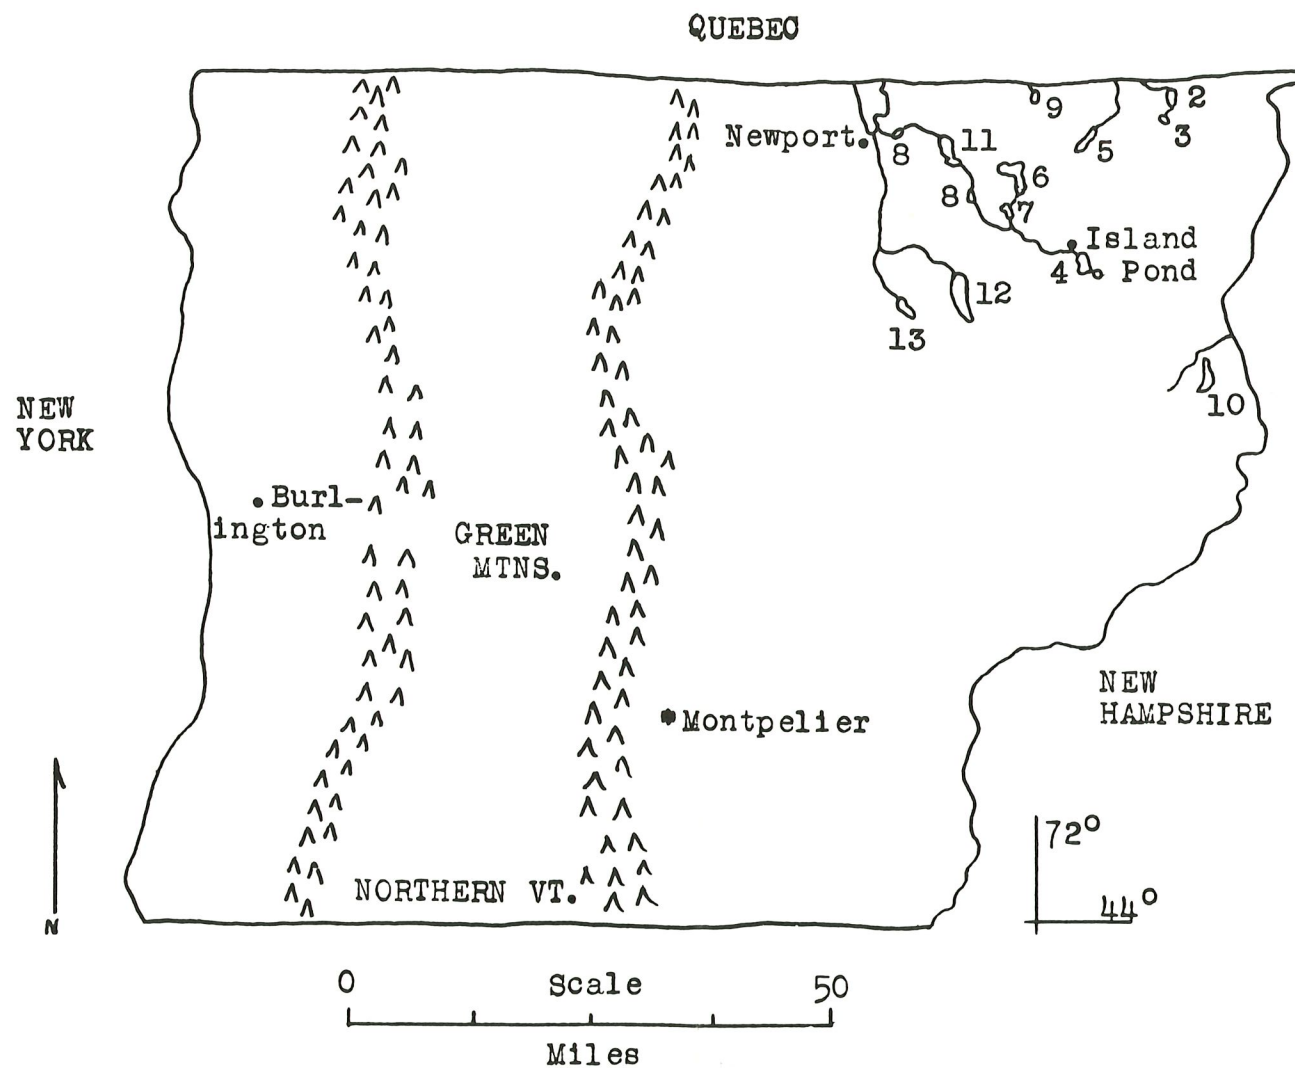 QUEBEC
2
9
3
Newport.
8
11
5
6
8
7
Island
4
Pond
12
13
10
NEW
YORK
Burl-
ington
GREEN
MTNS.
NEW
HAMPSHIRE
Montpelier
72°
NORTHERN VT.
44°
N
0 Scale 50
Miles